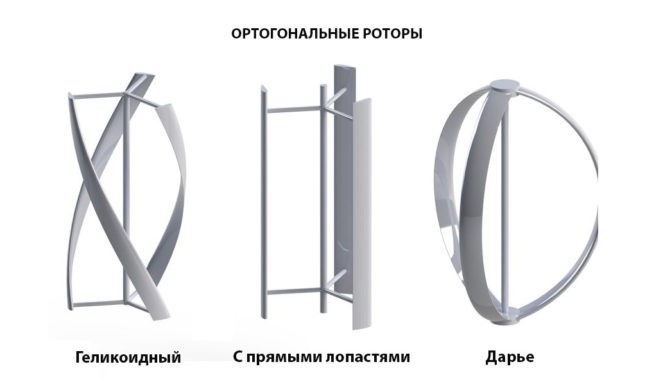 ОРТОГОНАЛЬНЫЕ РОТОРЫ
Геликоидный
С прямыми лопастями
Дарье